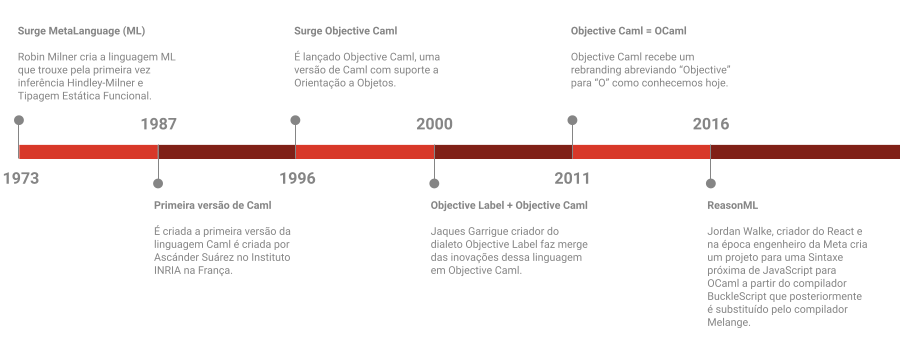 Surge MetaLanguage (ML)
Robin Milner cria a linguagem ML
que trouxe pela primeira vez
inferência Hindley-Milner e
Tipagem Estática Funcional.
1973
1987
Primeira versão de Caml
É criada a primeira versão da
linguagem Caml é criada por
Ascánder Suárez no Instituto
INRIA na França.
Surge Objective Caml
É lançado Objective Caml, uma
versão de Caml com suporte a
Orientação a Objetos.
1996
2000
Objective Label + Objective Caml
Jaques Garrigue criador do
dialeto Objective Label faz merge
das inovações dessa linguagem
em Objective Caml.
Objective Caml = OCaml
Objective Caml recebe um
rebranding abreviando “Objective”
para “O” como conhecemos hoje.
2011
2016
ReasonML
Jordan Walke, criador do React e
na época engenheiro da Meta cria
um projeto para uma Sintaxe
próxima de JavaScript para
OCaml a partir do compilador
BuckleScript que posteriormente
é substituído pelo compilador
Melange.